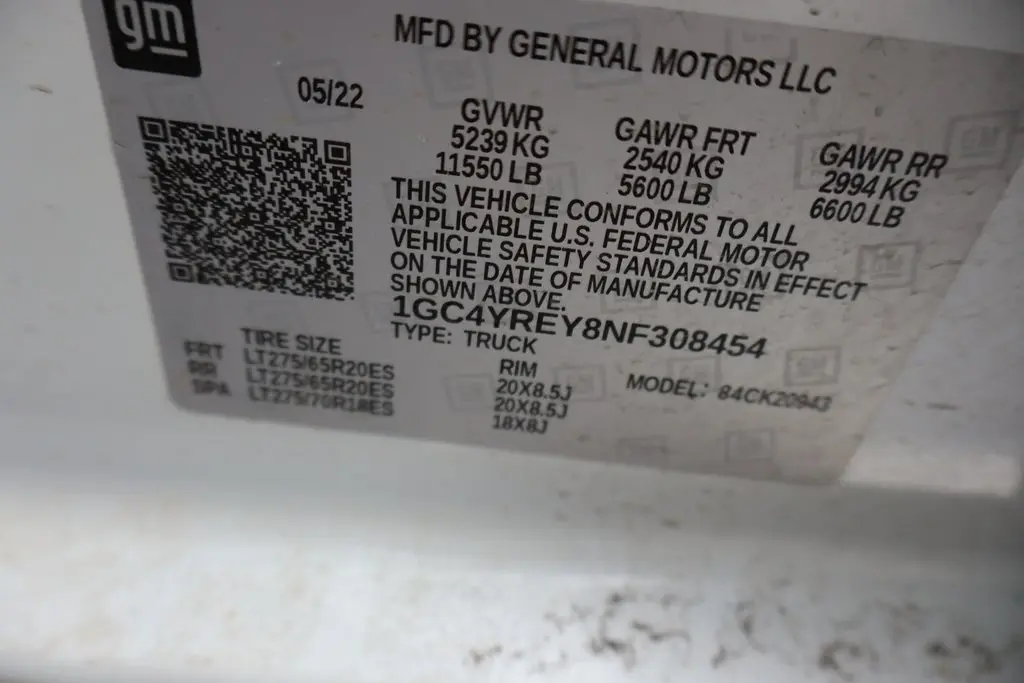 gm
MFD BY GENERAL MOTORS LLC
05/22
GVWR GAWR FRT GAWR RR
5239 KG 2540 KG 2994 KG
11550 LB 5600 LB 6600 LB
THIS VEHICLE CONFORMS TO ALL
APPLICABLE U.S. FEDERAL MOTOR
VEHICLE SAFETY STANDARDS IN EFFECT
ON THE DATE OF MANUFACTURE
SHOWN ABOVE.
1GC4YREY8NF308454
TYPE: TRUCK
TIRE SIZE RIM MODEL: 84CK20943
FRT LT275/65R20ES 20X8.5J
RR LT275/65R20ES 20X8.5J
SPA LT275/70R18ES 18X8J